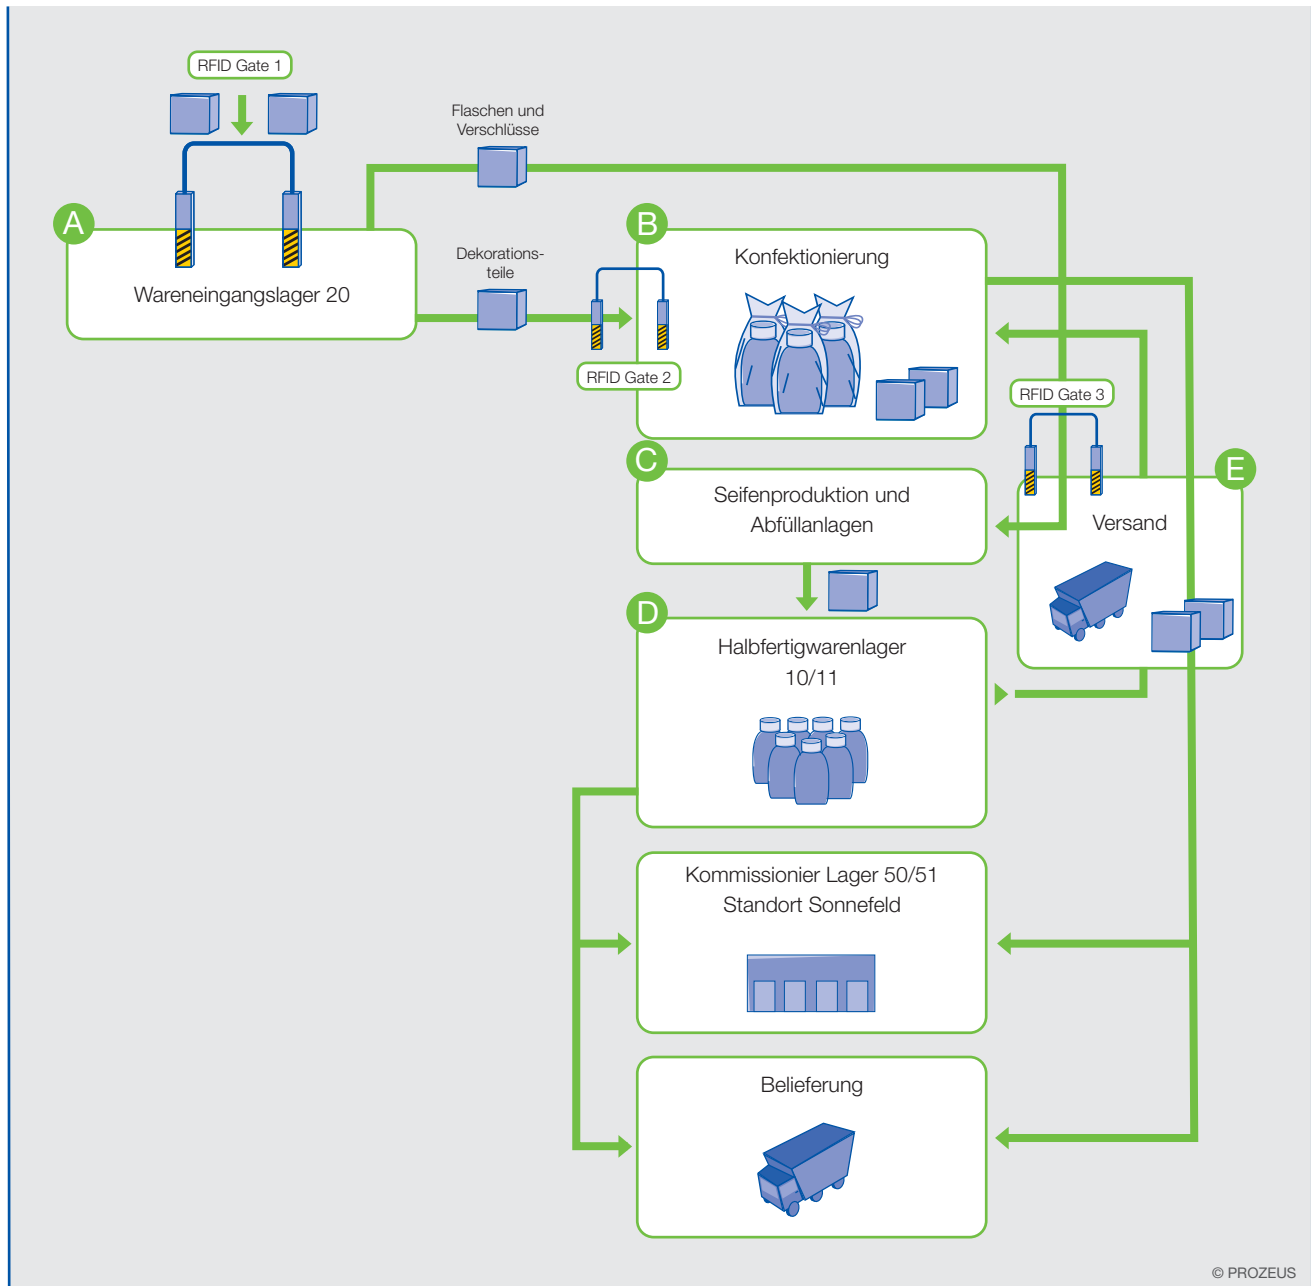 RFID Gate 1
Flaschen und
Verschlüsse
A
Wareneingangslager 20
Dekorations-
teile
RFID Gate 2
B
Konfektionierung
RFID Gate 3
C
Seifenproduktion und
Abfüllanlagen
E
Versand
D
Halbfertigwarenlager
10/11
Kommissionier Lager 50/51
Standort Sonnefeld
Belieferung
© PROZEUS